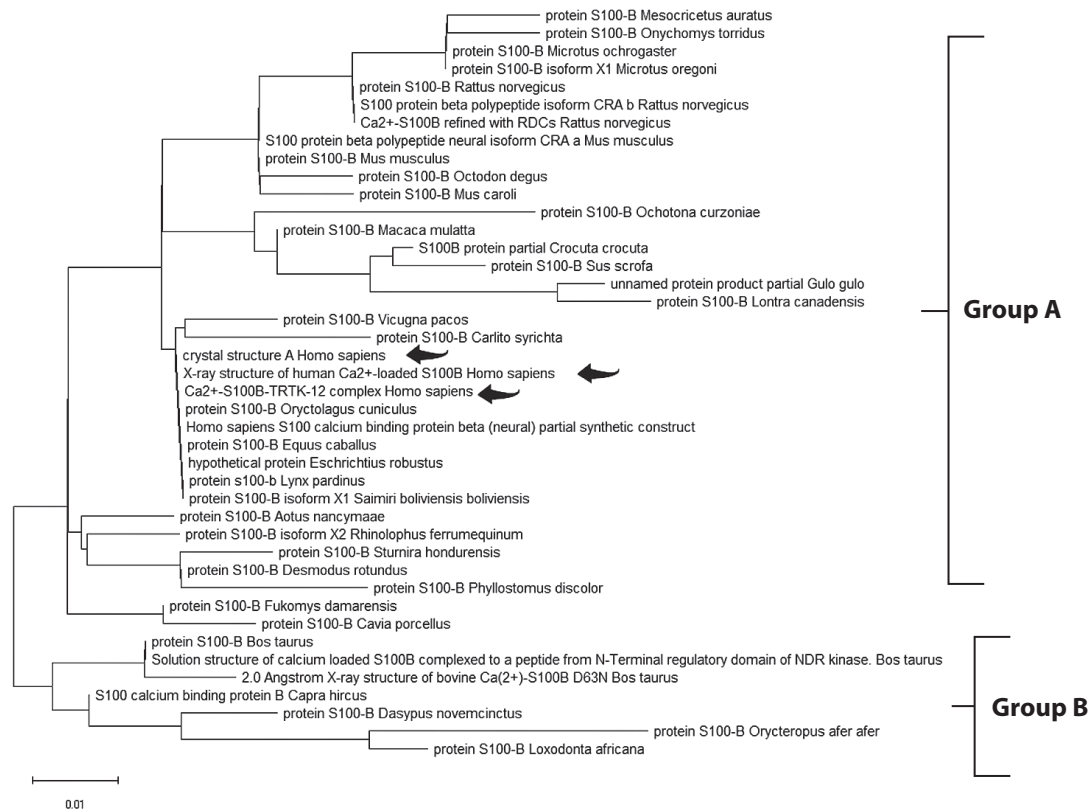 protein S100-B Mesocricetus auratus
protein S100-B Onychomys torridus
protein S100-B Microtus ochrogaster
protein S100-B isoform X1 Microtus oregoni
protein S100-B Rattus norvegicus
S100 protein beta polypeptide isoform CRA b Rattus norvegicus
Ca2+-S100B refined with RDCs Rattus norvegicus
S100 protein beta polypeptide neural isoform CRA a Mus musculus
protein S100-B Mus musculus
protein S100-B Octodon degus
protein S100-B Mus caroli
protein S100-B Ochotona curzoniae
protein S100-B Macaca mulatta
S100B protein partial Crocuta crocuta
protein S100-B Sus scrofa
unnamed protein product partial Gulo gulo
protein S100-B Lontra canadensis
Group A
protein S100-B Vicugna pacos
protein S100-B Carlito syrichta
crystal structure A Homo sapiens
X-ray structure of human Ca2+-loaded S100B Homo sapiens
Ca2+-S100B-TRTK-12 complex Homo sapiens
protein S100-B Oryctolagus cuniculus
Homo sapiens S100 calcium binding protein beta (neural) partial synthetic construct
protein S100-B Equus caballus
hypothetical protein Eschrichtius robustus
protein s100-b Lynx pardinus
protein S100-B isoform X1 Saimiri boliviensis boliviensis
protein S100-B Aotus nancymaae
protein S100-B isoform X2 Rhinolophus ferrumequinum
protein S100-B Sturnira hondurensis
protein S100-B Desmodus rotundus
protein S100-B Phyllostomus discolor
protein S100-B Fukomys damarensis
protein S100-B Cavia porcellus
protein S100-B Bos taurus
Solution structure of calcium loaded S100B complexed to a peptide from N-Terminal regulatory domain of NDR kinase. Bos taurus
2.0 Angstrom X-ray structure of bovine Ca(2+)-S100B D63N Bos taurus
S100 calcium binding protein B Capra hircus
Group B
protein S100-B Dasypus novemcinctus
protein S100-B Orycteropus afer afer
protein S100-B Loxodonta africana
0.01